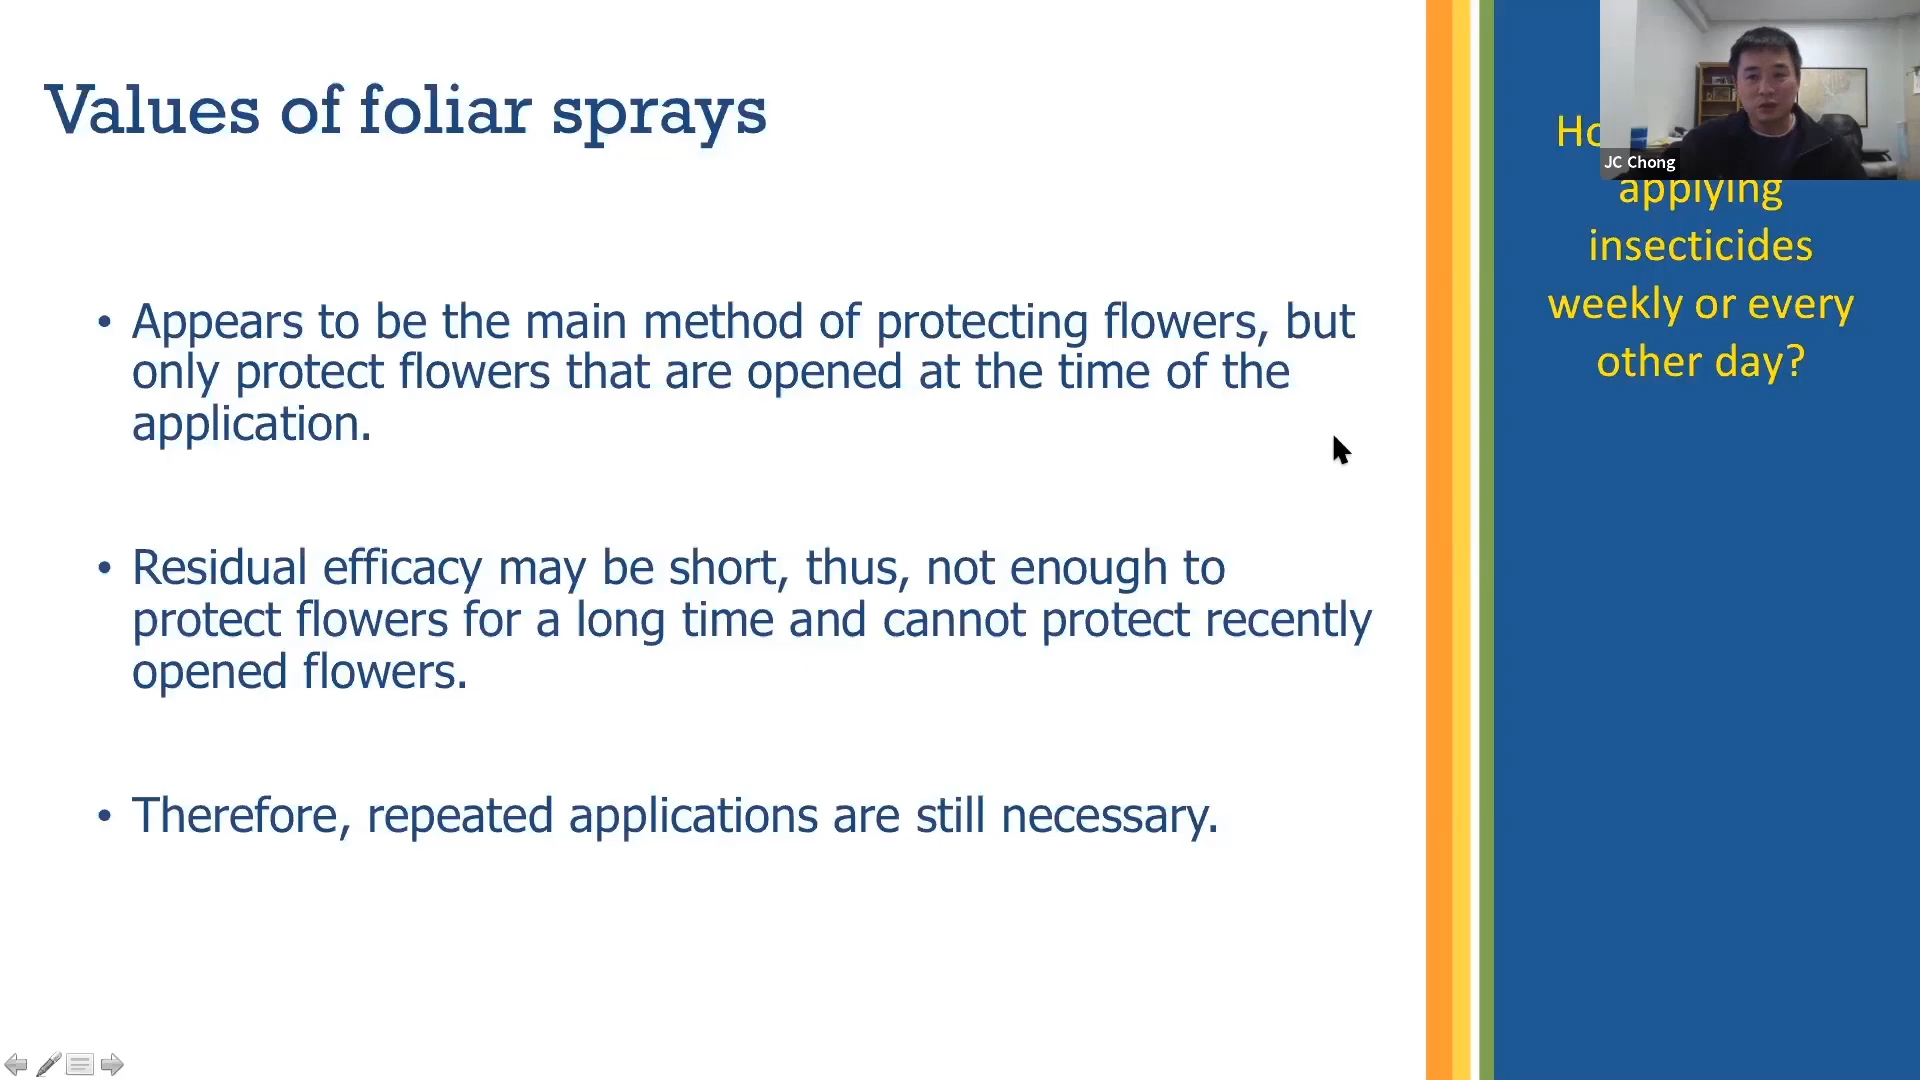 Values of foliar sprays
• Appears to be the main method of protecting flowers, but
only protect flowers that are opened at the time of the
application.
• Residual efficacy may be short, thus, not enough to
protect flowers for a long time and cannot protect recently
opened flowers.
• Therefore, repeated applications are still necessary.
JC Chong
applying
insecticides
weekly or every
other day?